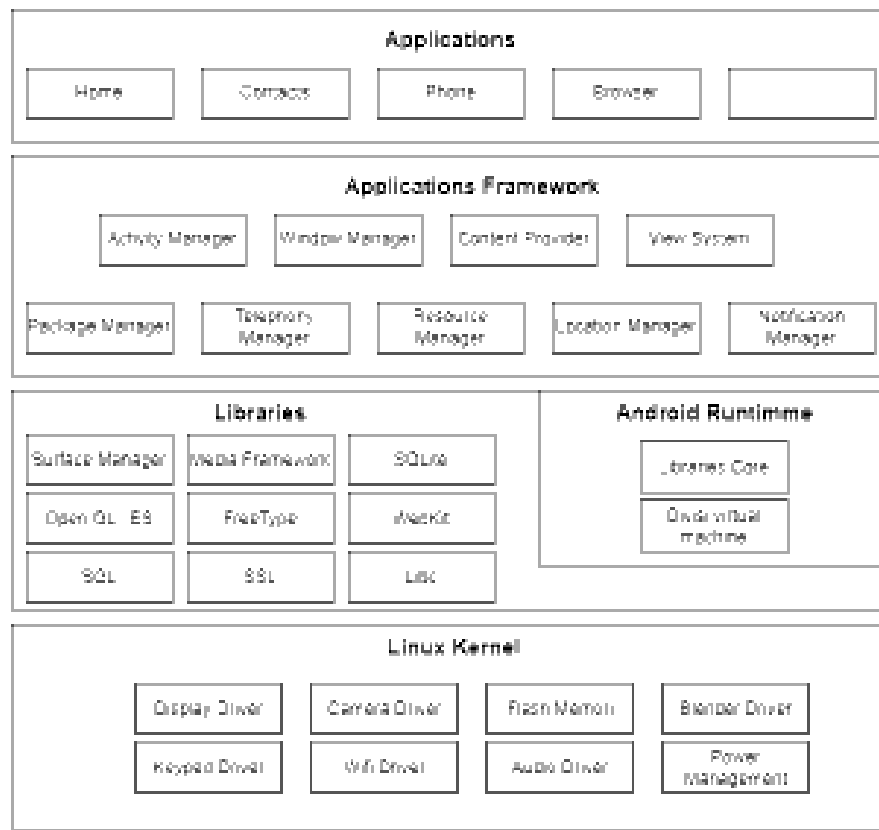 Applications
Home
Contacts
Phone
Browser
Applications Framework
Activity Manager
Window Manager
Content Provider
View System
Package Manager
Telephony
Manager
Resource
Manager
Location Manager
Notification
Manager
Libraries
Android Runtimme
Surface Manager
Media Framework
SQLite
Libraries Core
Open GL ES
FreeType
WebKit
virtual
machine
SQL
SSL
Libc
Linux Kernel
Display Driver
Camera Driver
Flash
Driver
Keypad Driver
Wifi Driver
Audio Driver
Power
Management